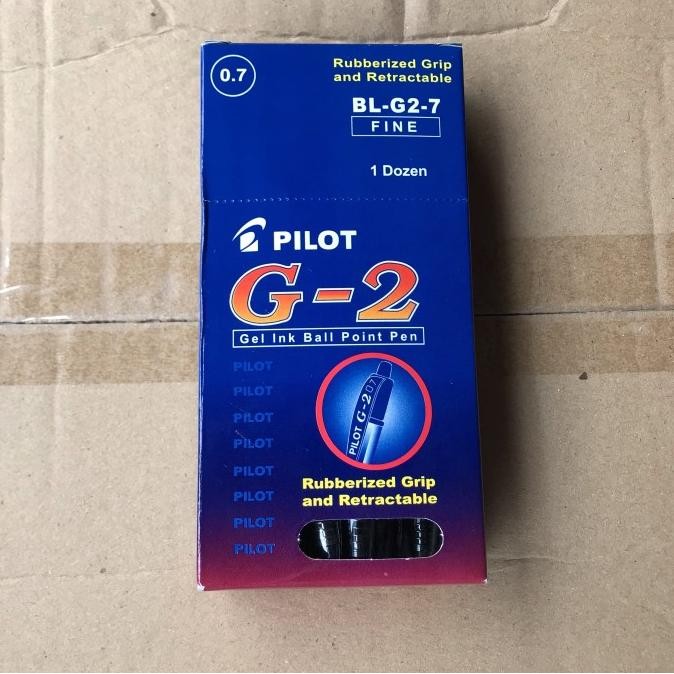 0.7
Rubberized Grip
and Retractable
BL-G2-7
FINE
1 Dozen
PILOT
G-2
Gel Ink Ball Point Pen
PILOT
PILOT
PILOT
PILOT
PILOT
PILOT
PILOT
PILOT
PILOT G-2 07
Rubberized Grip
and Retractable